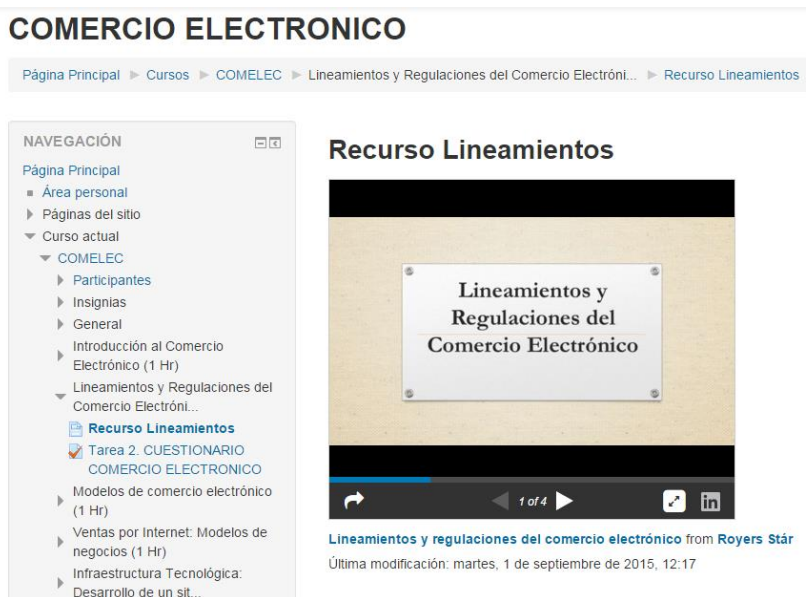 COMERCIO ELECTRONICO
Página Principal Cursos COMELEC Lineamientos y Regulaciones del Comercio Electróni... Recurso Lineamientos
NAVEGACIÓN
Página Principal
Área personal
Páginas del sitio
Curso actual
COMELEC
Participantes
Insignias
General
Introducción al Comercio
Electrónico (1 Hr)
Lineamientos y Regulaciones del
Comercio Electróni...
Recurso Lineamientos
Tarea 2. CUESTIONARIO
COMERCIO ELECTRONICO
Modelos de comercio electrónico
(1 Hr)
Ventas por Internet: Modelos de
negocios (1 Hr)
Infraestructura Tecnológica:
Desarrollo de un sit...
Recurso Lineamientos
Lineamientos y
Regulaciones del
Comercio Electrónico
1 of 4
in
Lineamientos y regulaciones del comercio electrónico from Royers Stár
Última modificación: martes, 1 de septiembre de 2015, 12:17